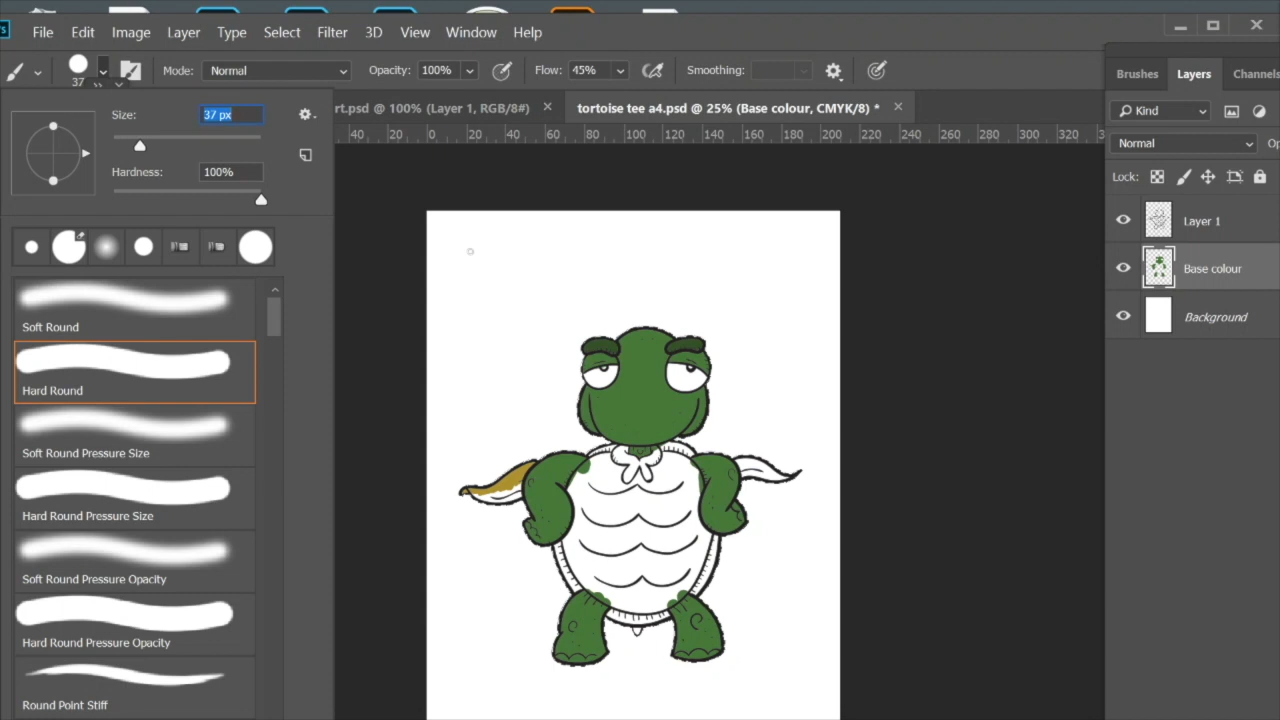 File Edit Image Layer Type Select Filter 3D View Window Help
37 Mode: Normal Opacity: 100% Flow: 45% Smoothing:
Brushes Layers Channels
rt.psd @ 100% (Layer 1, RGB/8#) × tortoise tee a4.psd @ 25% (Base colour, CMYK/8) * ×
Size: 37 px
Kind
40 20 0 20 40 60 80 100 120 140 160 180 200 220 240 260 280 300 320
Normal Op
Hardness: 100%
Lock:
Layer 1
Base colour
Background
Soft Round
Hard Round
Soft Round Pressure Size
Hard Round Pressure Size
Soft Round Pressure Opacity
Hard Round Pressure Opacity
Round Point Stiff